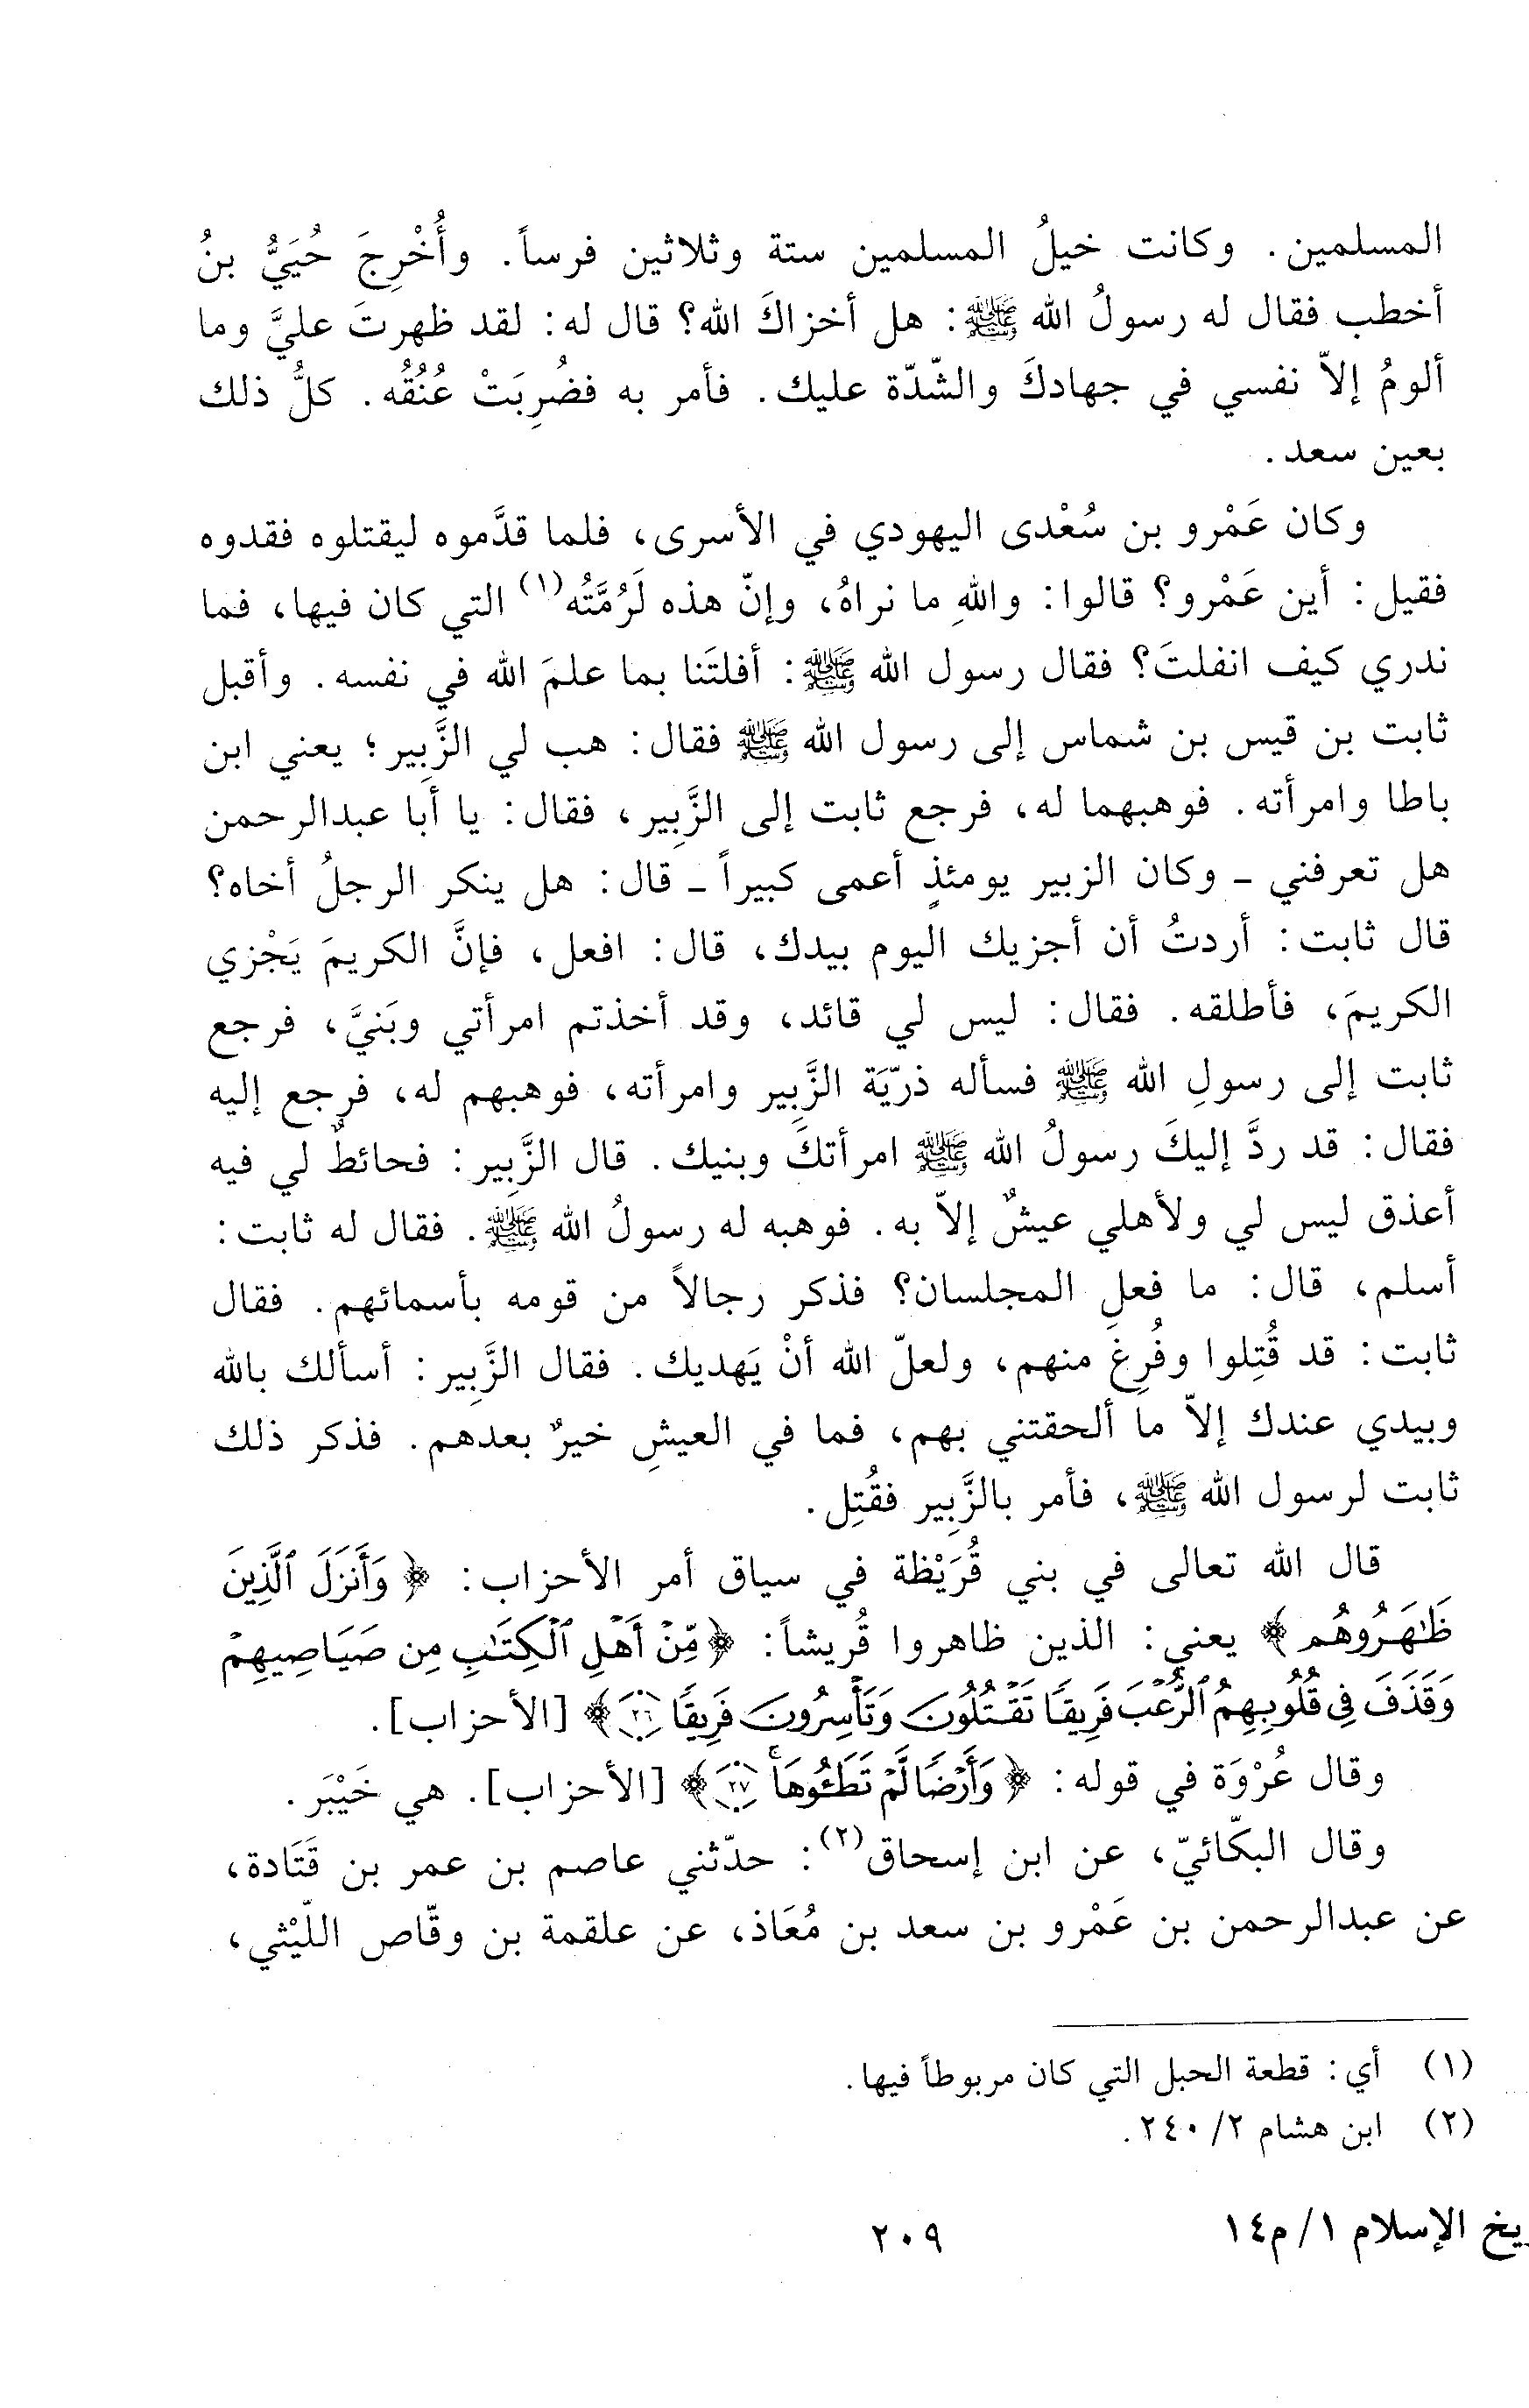 المسلمين. وكانت خيلُ المسلمين ستة وثلاثين فرساً. وأُخْرِجَ حُيَيُّ بنُ
أخطب فقال له رسولُ الله ﷺ: هل أخزاكَ الله؟ قال له: لقد ظهرتَ عليَّ وما
ألومُ إلاّ نفسي في جهادكَ والشّدّة عليك. فأمر به فضُرِبَتْ عُنُقُه. كلُّ ذلك
بعين سعد.
وكان عَمْرو بن سُعْدى اليهودي في الأسرى، فلما قدَّموه ليقتلوه فقدوه
فقيل: أين عَمْرو؟ قالوا: واللهِ ما نراهُ، وإنّ هذه لَرُمَّتُه(١) التي كان فيها، فما
ندري كيف انفلتَ؟ فقال رسول الله ﷺ: أفلتَنا بما علمَ الله في نفسه. وأقبل
ثابت بن قيس بن شماس إلى رسول الله ﷺ فقال: هب لي الزَّبِير؛ يعني ابن
باطا وامرأته. فوهبهما له، فرجع ثابت إلى الزَّبِير، فقال: يا أبا عبدالرحمن
هل تعرفني - وكان الزبير يومئذٍ أعمى كبيراً - قال: هل ينكر الرجلُ أخاه؟
قال ثابت: أردتُ أن أجزيك اليوم بيدك، قال: افعل، فإنَّ الكريمَ يَجْزي
الكريمَ، فأطلقه. فقال: ليس لي قائد، وقد أخذتم امرأتي وبَنيَّ، فرجع
ثابت إلى رسولِ الله ﷺ فسأله ذرّيّة الزَّبِير وامرأته، فوهبهم له، فرجع إليه
فقال: قد ردَّ إليكَ رسولُ الله ﷺ امرأتكَ وبنيك. قال الزَّبِير: فحائطٌ لي فيه
أعذق ليس لي ولأهلي عيشٌ إلاّ به. فوهبه له رسولُ الله ﷺ. فقال له ثابت:
أسلم، قال: ما فعل المجلسان؟ فذكر رجالاً من قومه بأسمائهم. فقال
ثابت: قد قُتِلوا وفُرِغَ منهم، ولعلّ الله أنْ يَهديك. فقال الزَّبِير: أسألك بالله
وبيدي عندك إلاّ ما ألحقتني بهم، فما في العيشِ خيرٌ بعدهم. فذكر ذلك
ثابت لرسول الله ﷺ، فأمر بالزَّبِير فقُتِل.
قال الله تعالى في بني قُرَيْظة في سياق أمر الأحزاب: ﴿ وَأَنزَلَ ٱلَّذِينَ
ظَٰهَرُوهُم ﴾ يعني: الذين ظاهروا قُريشاً: ﴿ مِّنْ أَهْلِ ٱلْكِتَٰبِ مِن صَيَاصِيهِمْ
وَقَذَفَ فِى قُلُوبِهِمُ ٱلرُّعْبَ فَرِيقًا تَقْتُلُونَ وَتَأْسِرُونَ فَرِيقًا ٢٦ ﴾ [الأحزاب].
وقال عُرْوَة في قوله: ﴿ وَأَرْضًا لَّمْ تَطَـُٔوهَا ۚ ٢٧ ﴾ [الأحزاب]. هي خَيْبَر.
وقال البكّائيّ، عن ابن إسحاق(٢): حدّثني عاصم بن عمر بن قَتَادة،
عن عبدالرحمن بن عَمْرو بن سعد بن مُعَاذ، عن علقمة بن وقّاص اللّيْثي،
(١) أي: قطعة الحبل التي كان مربوطاً فيها.
(٢) ابن هشام ٢/ ٢٤٠.
ريخ الإسلام ١/ م١٤
٢٠٩